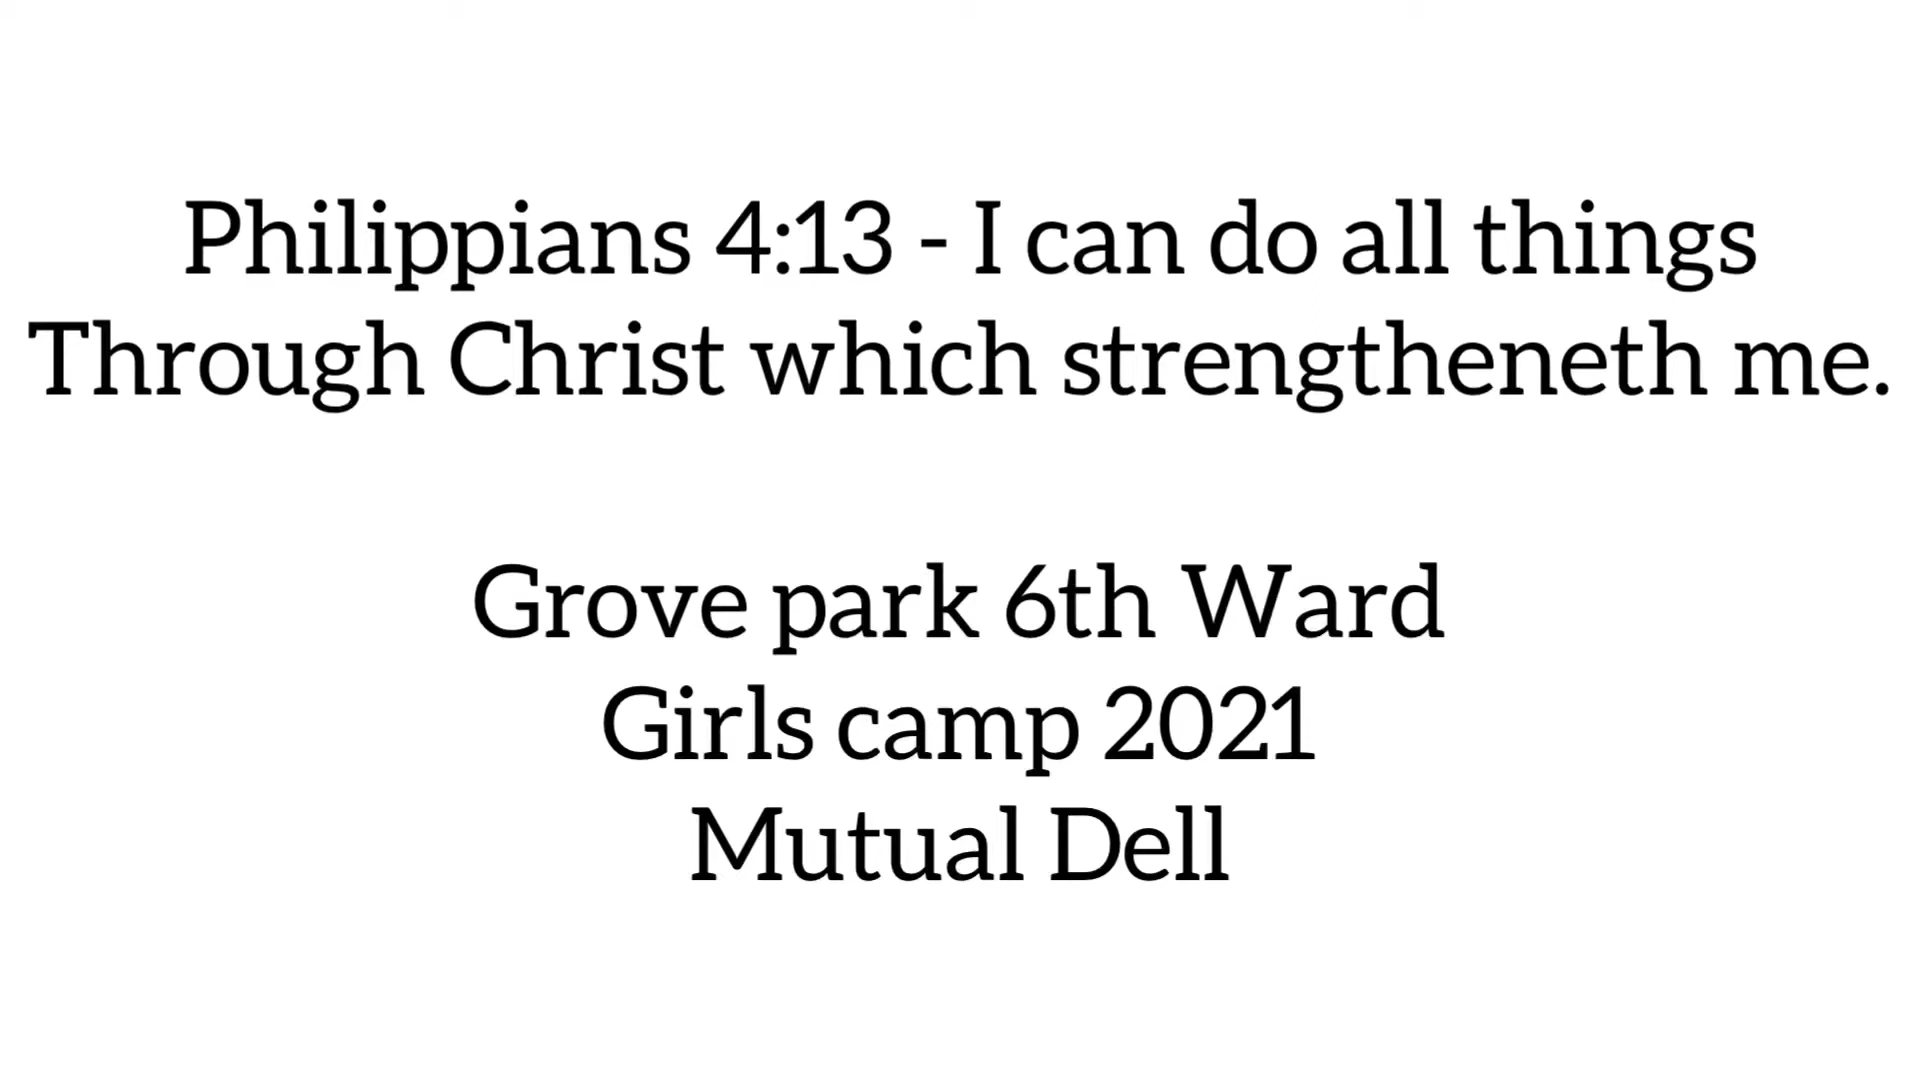 Philippians 4:13 - I can do all things
Through Christ which strengtheneth me.
Grove park 6th Ward
Girls camp 2021
Mutual Dell